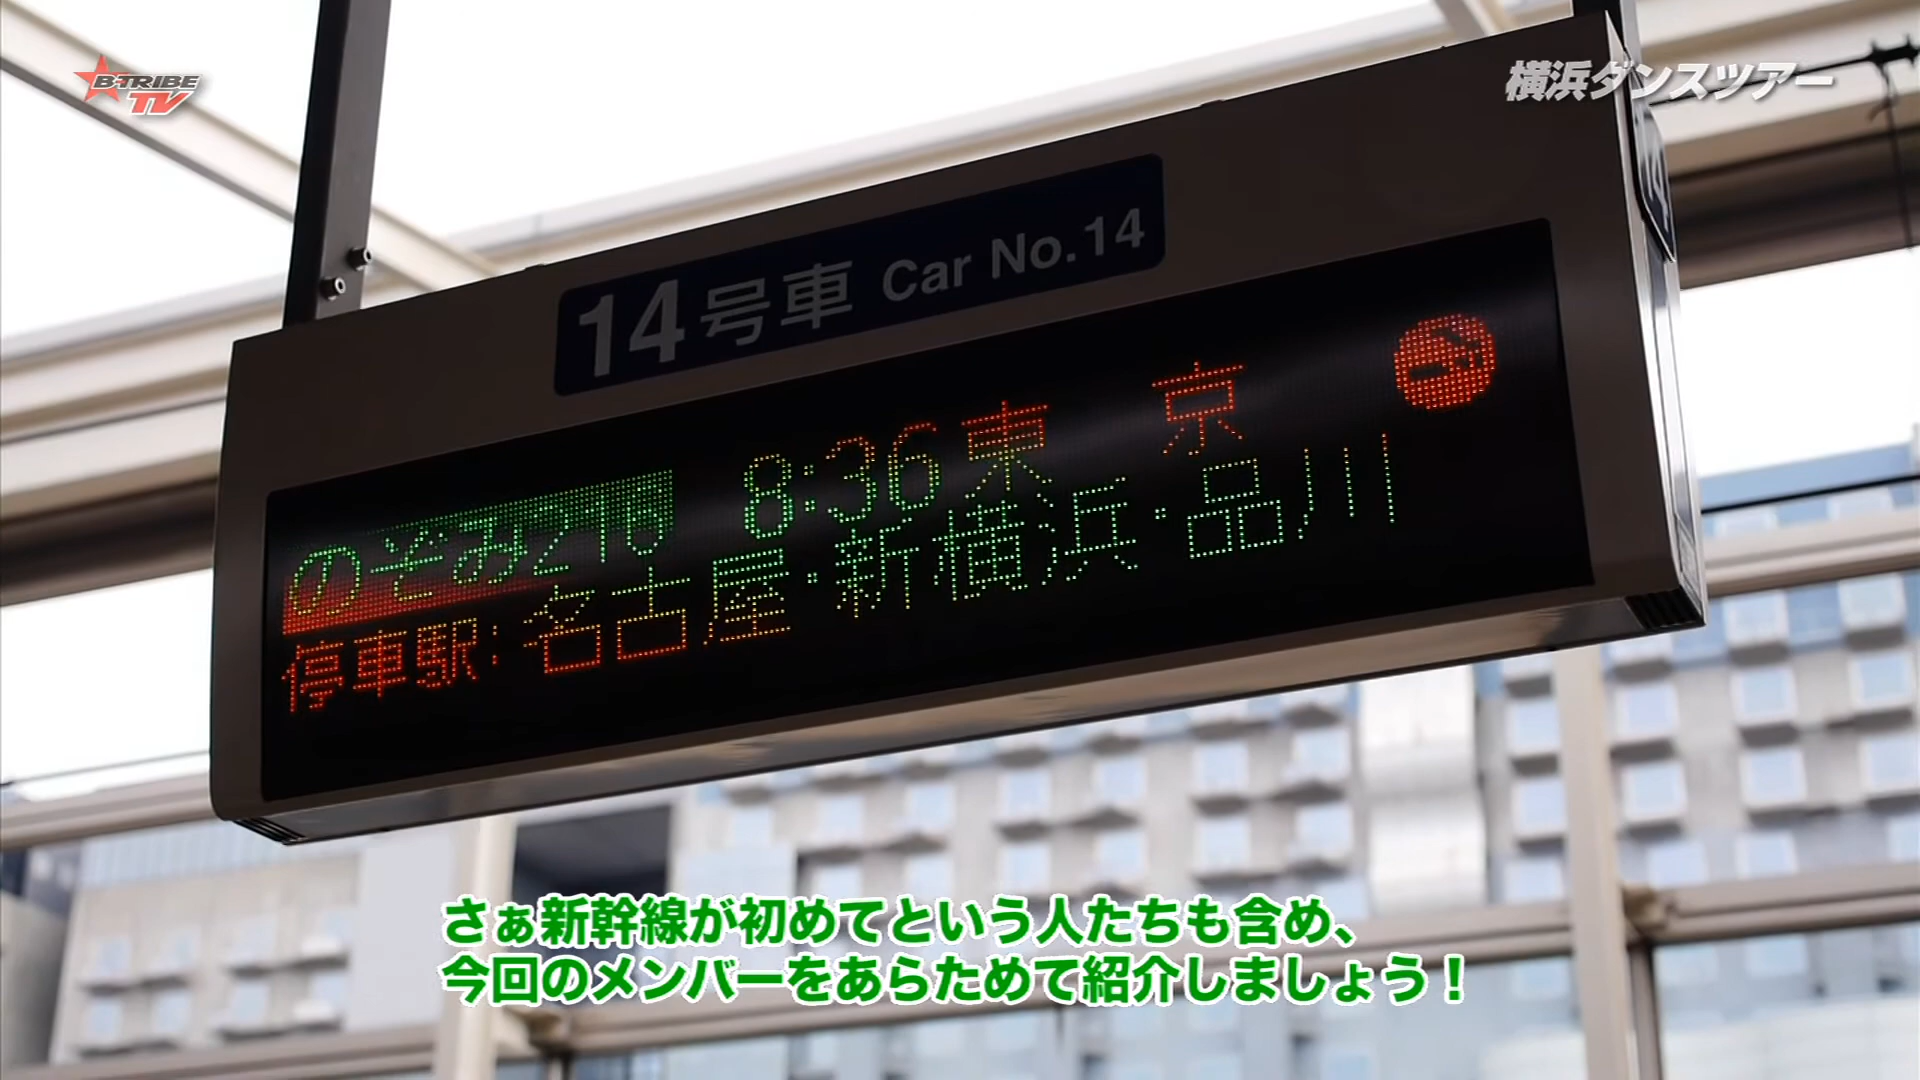 B-TRIBE TV
横浜ダンスツアー
14号車 Car No.14
のぞみ210 8:36 東京
停車駅:名古屋・新横浜・品川
さぁ新幹線が初めてという人たちも含め、
今回のメンバーをあらためて紹介しましょう!